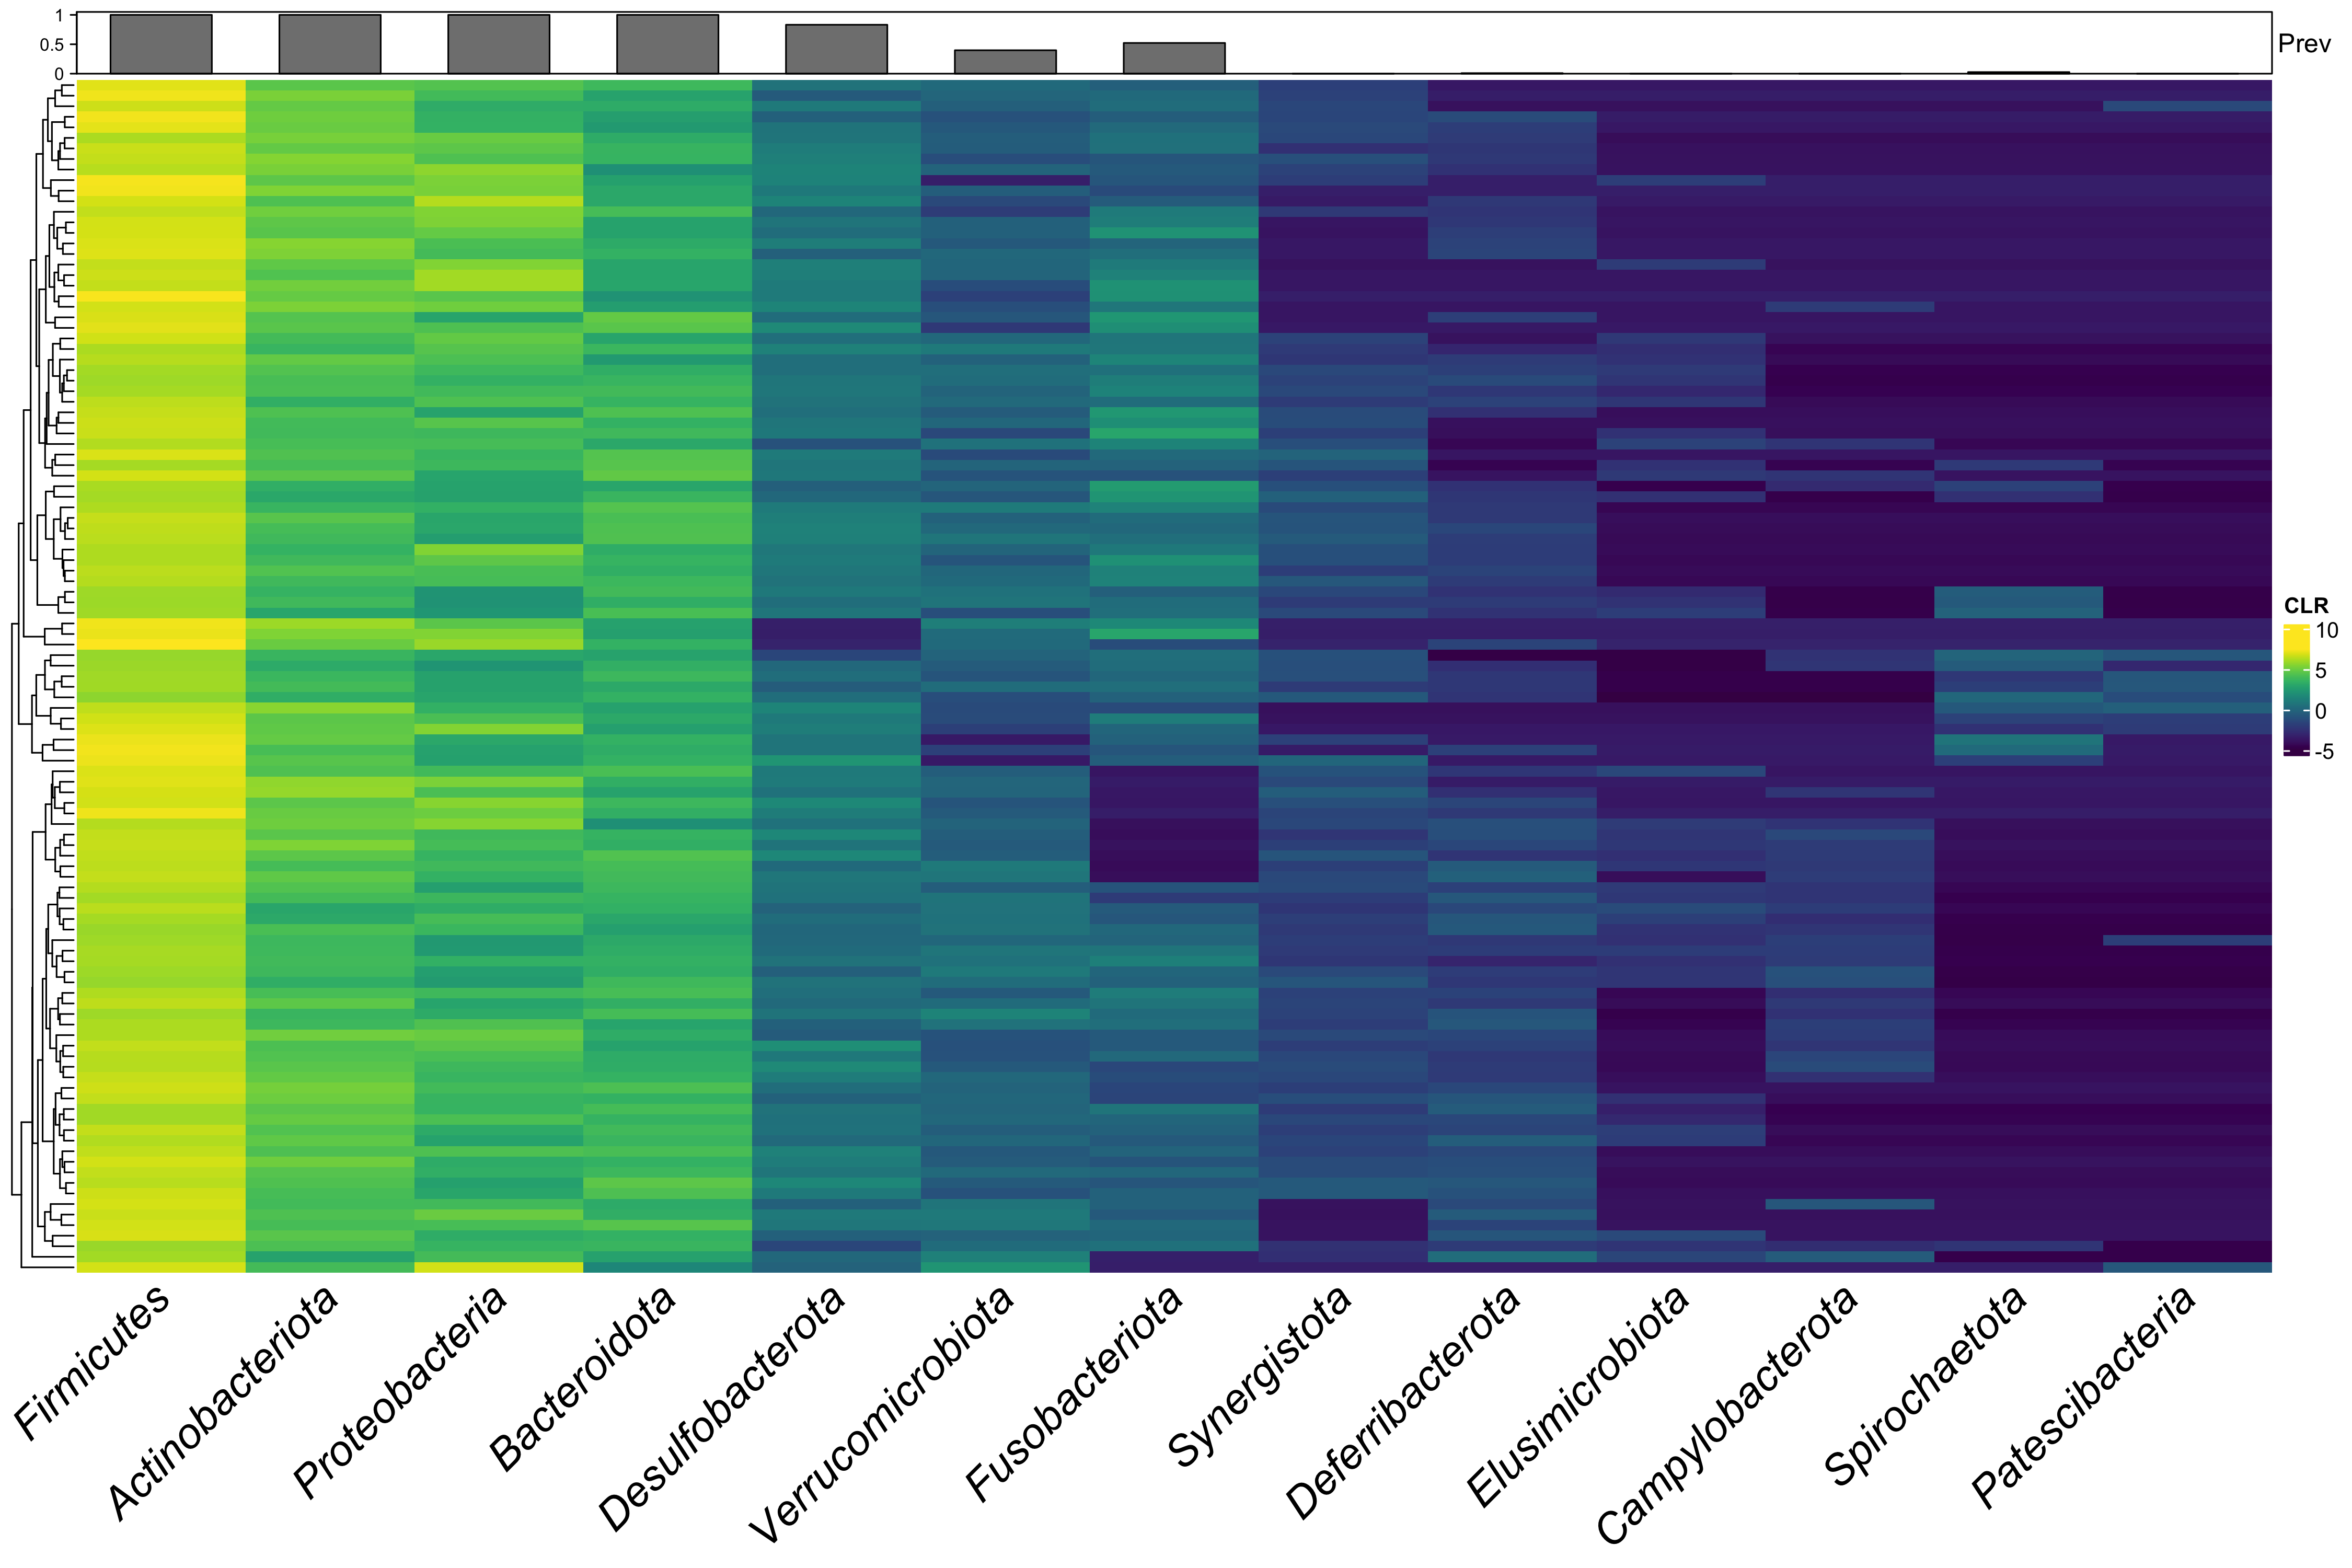 1
0.5
0
Prev
CLR
10
5
0
-5
Firmicutes
Actinobacteriota
Proteobacteria
Bacteroidota
Desulfobacterota
Verrucomicrobiota
Fusobacteriota
Synergistota
Deferribacterota
Elusimicrobiota
Campylobacterota
Spirochaetota
Patescibacteria